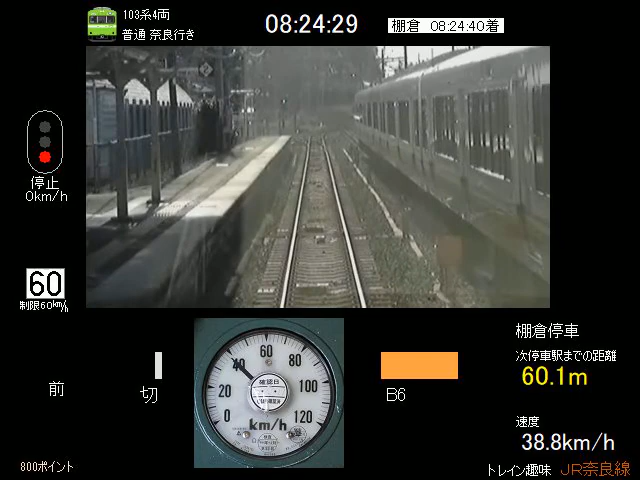 103系4両
普通 奈良行き
08:24:29
棚倉 08:24:40着
停止
0km/h
60
制限60km/h
前
切
0
20
40
60
80
100
120
確認日
km/h
B6
棚倉停車
次停車駅までの距離
60.1m
速度
38.8km/h
800ポイント
トレイン趣味 JR奈良線